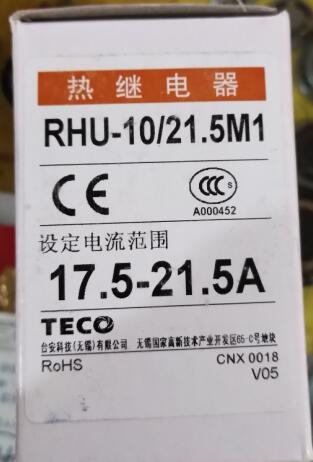 热继电器
RHU-10/21.5M1
CE CCC S
A000452
设定电流范围
17.5-21.5A
TECO
台安科技(无锡)有限公司 无锡国家高新技术产业开发区65-C号地块
RoHS CNX 0018
V05